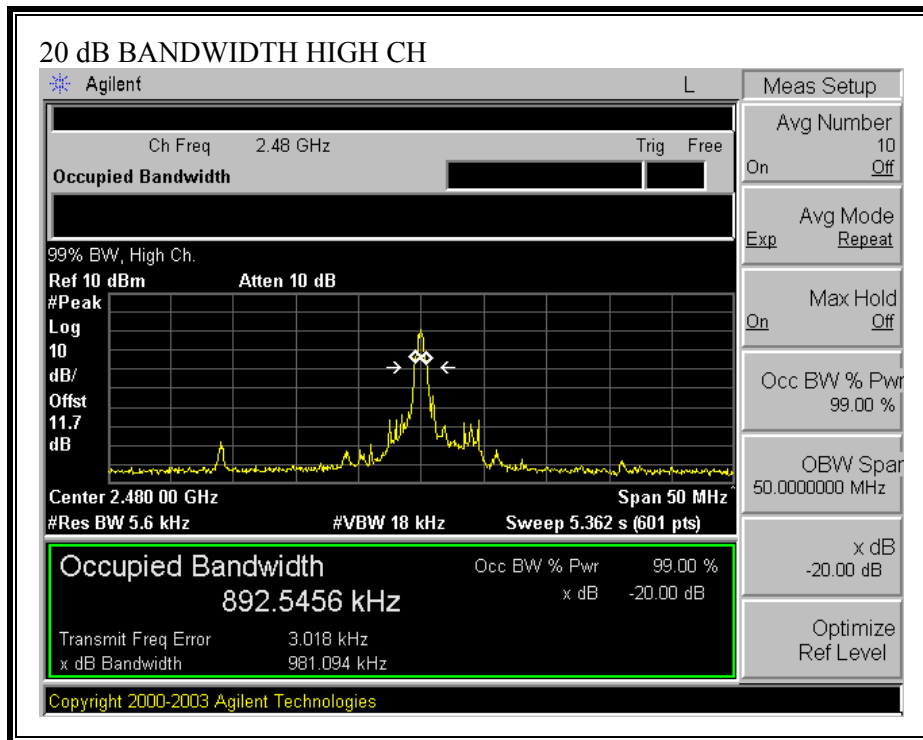 20 dB BANDWIDTH HIGH CH
Agilent L
Ch Freq 2.48 GHz Trig Free
Occupied Bandwidth
99% BW, High Ch.
Ref 10 dBm Atten 10 dB
#Peak
Log
10
dB/
Offst
11.7
dB
Center 2.480 00 GHz Span 50 MHz
#Res BW 5.6 kHz #VBW 18 kHz Sweep 5.362 s (601 pts)
Occupied Bandwidth
892.5456 kHz
Occ BW % Pwr 99.00 %
x dB -20.00 dB
Transmit Freq Error 3.018 kHz
x dB Bandwidth 981.094 kHz
Copyright 2000-2003 Agilent Technologies
Meas Setup
Avg Number
10
On Off
Avg Mode
Exp Repeat
Max Hold
On Off
Occ BW % Pwr
99.00 %
OBW Span
50.0000000 MHz
x dB
-20.00 dB
Optimize
Ref Level